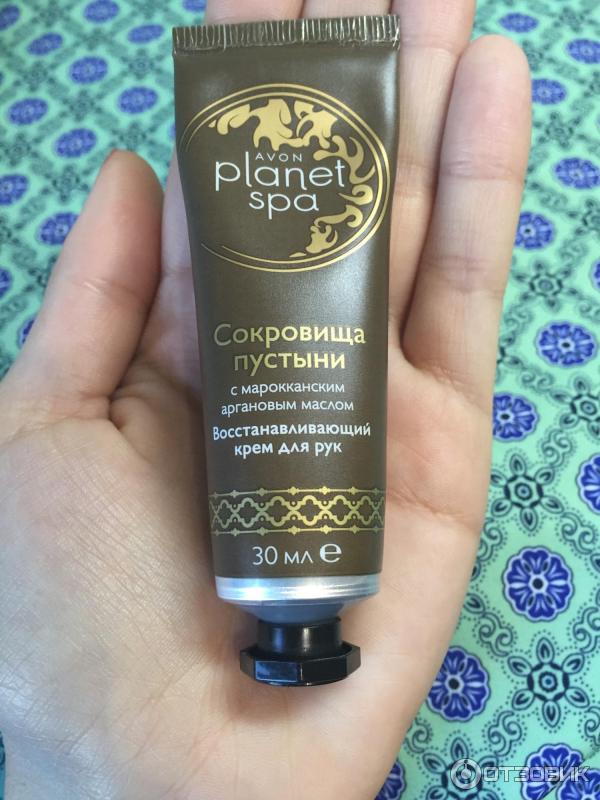 AVON
planet
spa
Сокровища
пустыни
с марокканским
аргановым маслом
Восстанавливающий
крем для рук
30 мл e
ОТЗОВИК